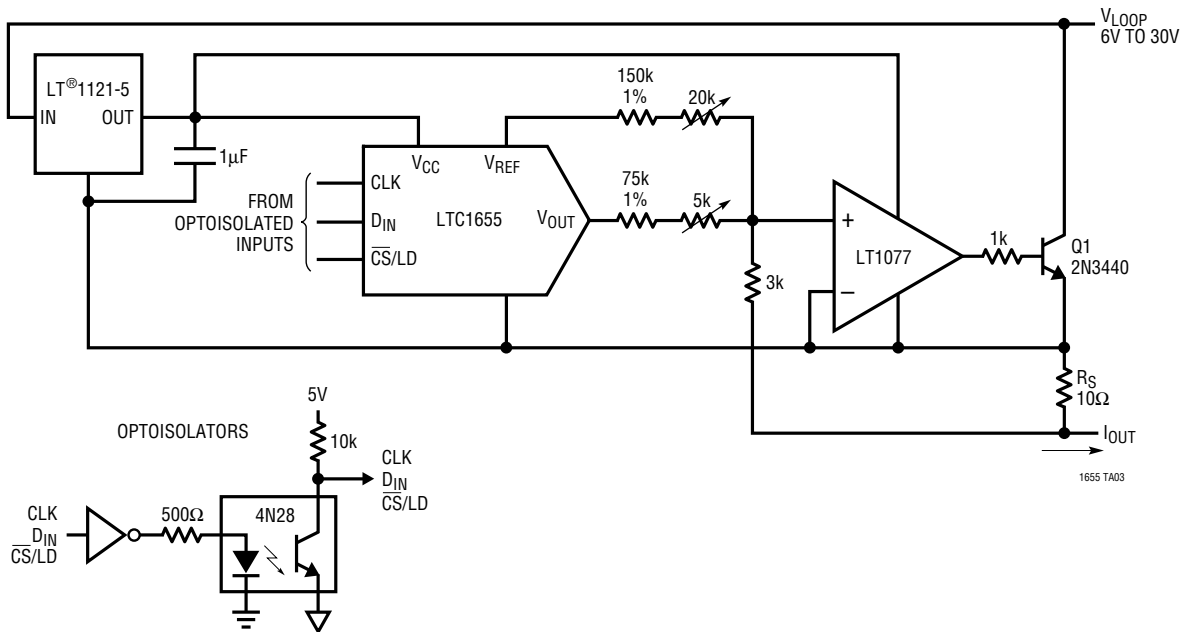 VLOOP
6V TO 30V
LT®1121-5
IN
OUT
1µF
150k
1%
20k
VCC
VREF
CLK
DIN
CS/LD
FROM
OPTOISOLATED
INPUTS
LTC1655
VOUT
75k
1%
5k
3k
+
–
LT1077
1k
Q1
2N3440
RS
10Ω
IOUT
1655 TA03
OPTOISOLATORS
5V
10k
CLK
DIN
CS/LD
CLK
DIN
CS/LD
500Ω
4N28